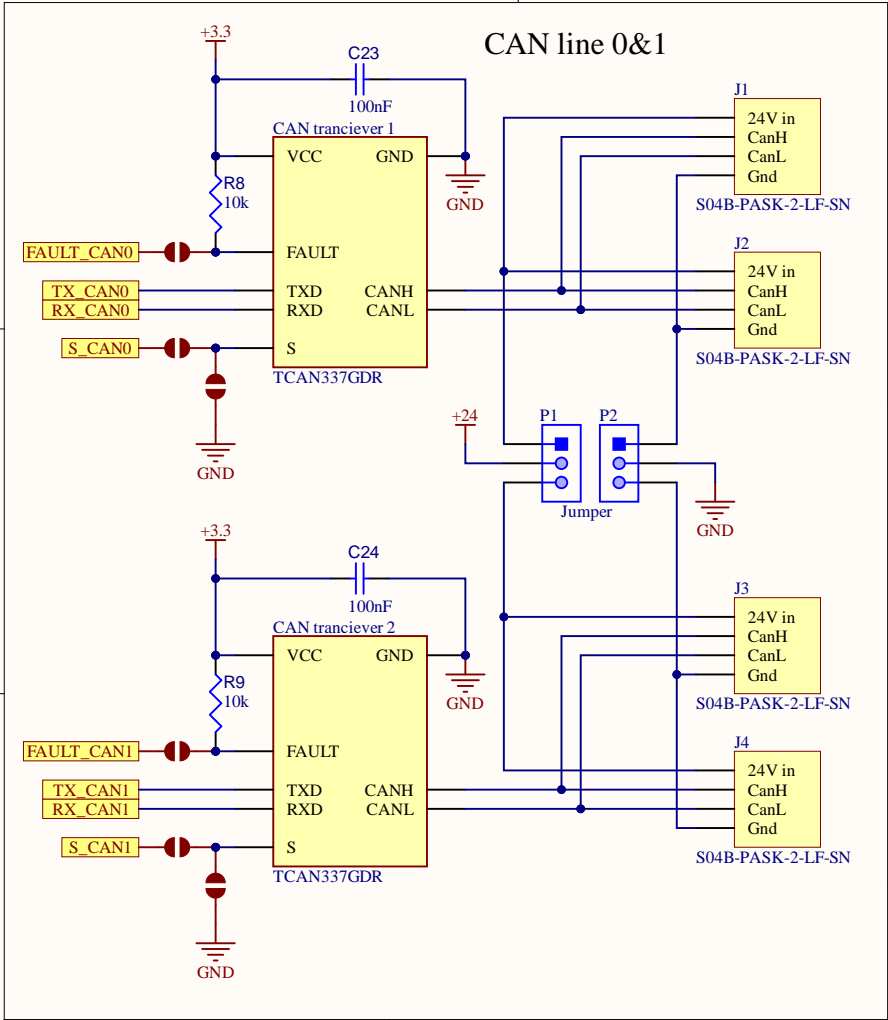 CAN line 0&1
+3.3
C23
100nF
CAN tranciever 1
VCC
GND
GND
R8
10k
FAULT_CAN0
FAULT
TX_CAN0
TXD
CANH
RX_CAN0
RXD
CANL
S_CAN0
S
TCAN337GDR
GND
J1
24V in
CanH
CanL
Gnd
S04B-PASK-2-LF-SN
J2
24V in
CanH
CanL
Gnd
S04B-PASK-2-LF-SN
+24
P1
P2
Jumper
GND
+3.3
C24
100nF
CAN tranciever 2
VCC
GND
GND
R9
10k
FAULT_CAN1
FAULT
TX_CAN1
TXD
CANH
RX_CAN1
RXD
CANL
S_CAN1
S
TCAN337GDR
GND
J3
24V in
CanH
CanL
Gnd
S04B-PASK-2-LF-SN
J4
24V in
CanH
CanL
Gnd
S04B-PASK-2-LF-SN